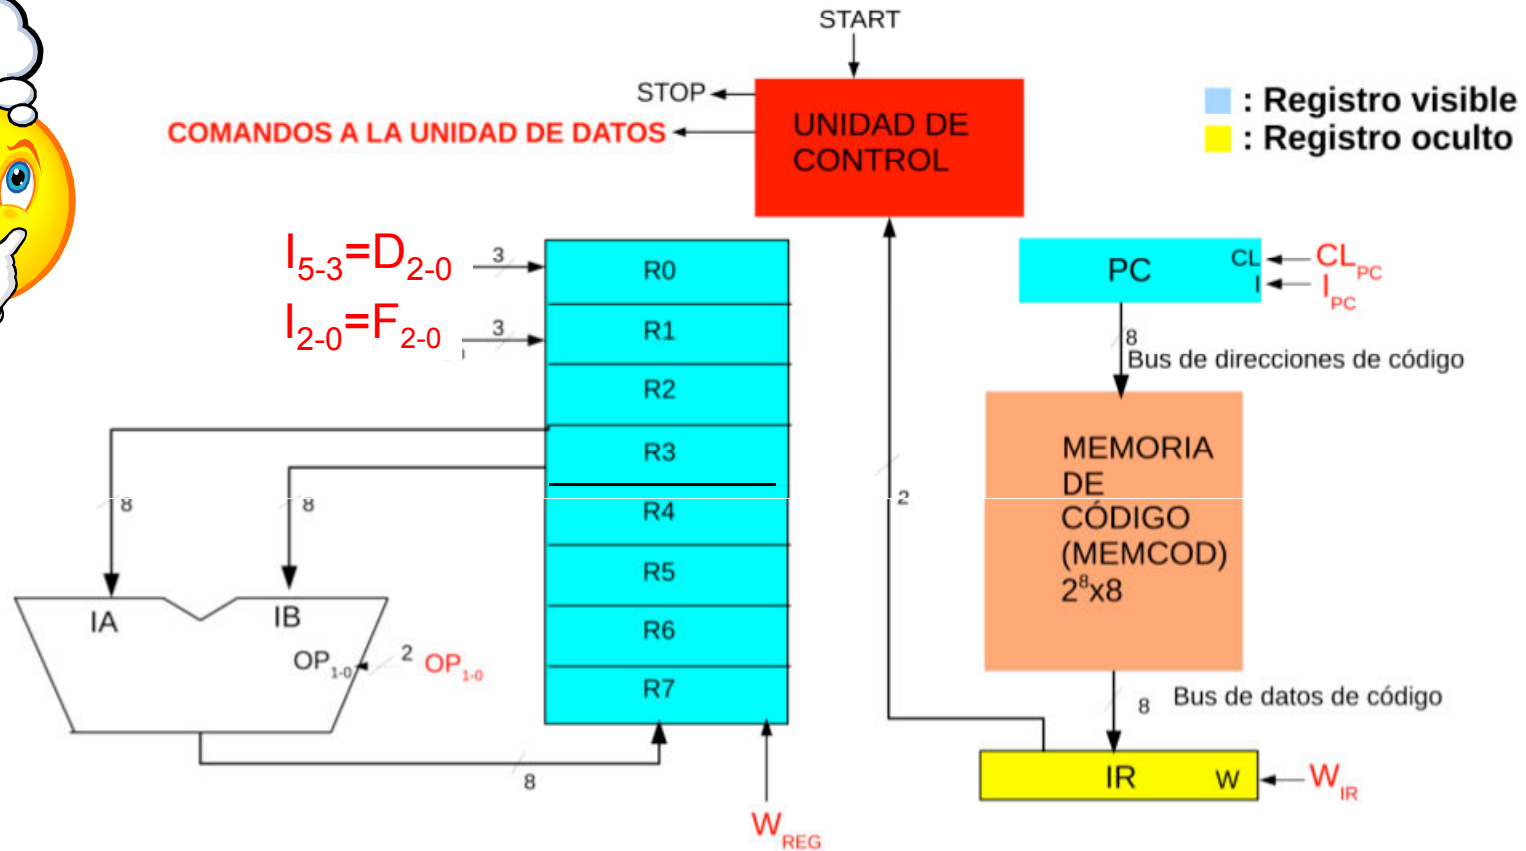 START
STOP
COMANDOS A LA UNIDAD DE DATOS
UNIDAD DE
CONTROL
: Registro visible
: Registro oculto
I5-3=D2-0
3
I2-0=F2-0
3
R0
R1
R2
R3
R4
R5
R6
R7
PC
CL
I
CLPC
IPC
8
Bus de direcciones de código
MEMORIA
DE
CÓDIGO
(MEMCOD)
2⁸x8
2
8
8
IA
IB
OP1-0
2
OP1-0
8
WREG
8
Bus de datos de código
IR
W
WIR